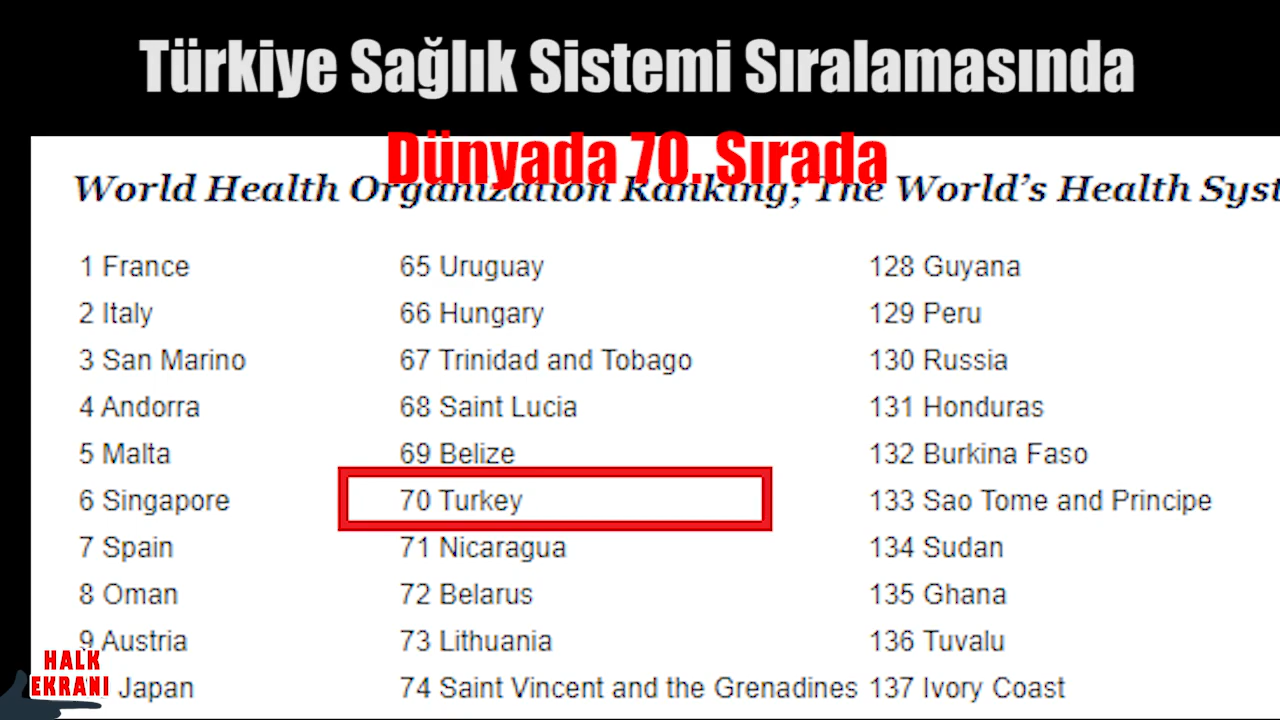 Türkiye Sağlık Sistemi Sıralamasında
Dünyada 70. Sırada
World Health Organization Ranking; The World's Health Syst
1 France
2 Italy
3 San Marino
4 Andorra
5 Malta
6 Singapore
7 Spain
8 Oman
9 Austria
Japan
65 Uruguay
66 Hungary
67 Trinidad and Tobago
68 Saint Lucia
69 Belize
70 Turkey
71 Nicaragua
72 Belarus
73 Lithuania
74 Saint Vincent and the Grenadines
128 Guyana
129 Peru
130 Russia
131 Honduras
132 Burkina Faso
133 Sao Tome and Principe
134 Sudan
135 Ghana
136 Tuvalu
137 Ivory Coast
HALK
EKRANI